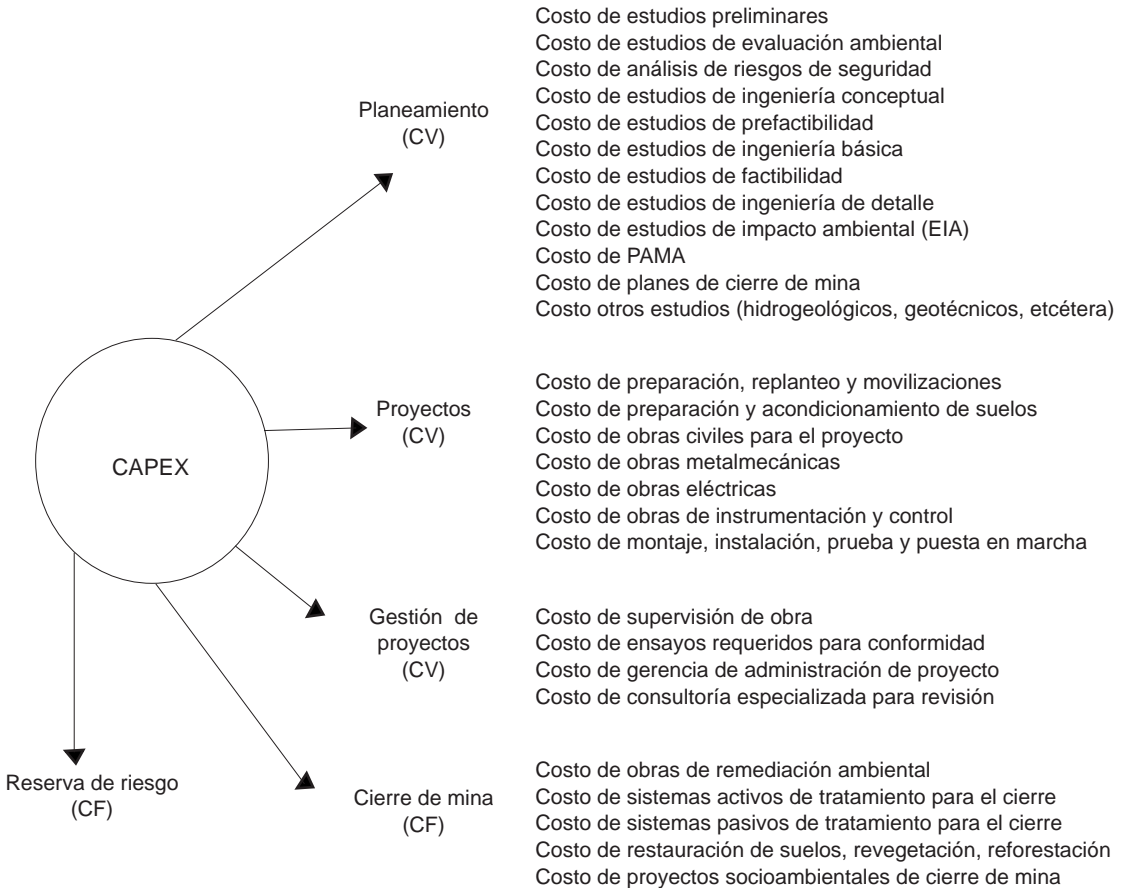 Costo de estudios preliminares
Costo de estudios de evaluación ambiental
Costo de análisis de riesgos de seguridad
Costo de estudios de ingeniería conceptual
Costo de estudios de prefactibilidad
Costo de estudios de ingeniería básica
Costo de estudios de factibilidad
Costo de estudios de ingeniería de detalle
Costo de estudios de impacto ambiental (EIA)
Costo de PAMA
Costo de planes de cierre de mina
Costo otros estudios (hidrogeológicos, geotécnicos, etcétera)
Planeamiento
(CV)
Costo de preparación, replanteo y movilizaciones
Costo de preparación y acondicionamiento de suelos
Costo de obras civiles para el proyecto
Costo de obras metalmecánicas
Costo de obras eléctricas
Costo de obras de instrumentación y control
Costo de montaje, instalación, prueba y puesta en marcha
Proyectos
(CV)
CAPEX
Gestión de
proyectos
(CV)
Costo de supervisión de obra
Costo de ensayos requeridos para conformidad
Costo de gerencia de administración de proyecto
Costo de consultoría especializada para revisión
Reserva de riesgo
(CF)
Cierre de mina
(CF)
Costo de obras de remediación ambiental
Costo de sistemas activos de tratamiento para el cierre
Costo de sistemas pasivos de tratamiento para el cierre
Costo de restauración de suelos, revegetación, reforestación
Costo de proyectos socioambientales de cierre de mina